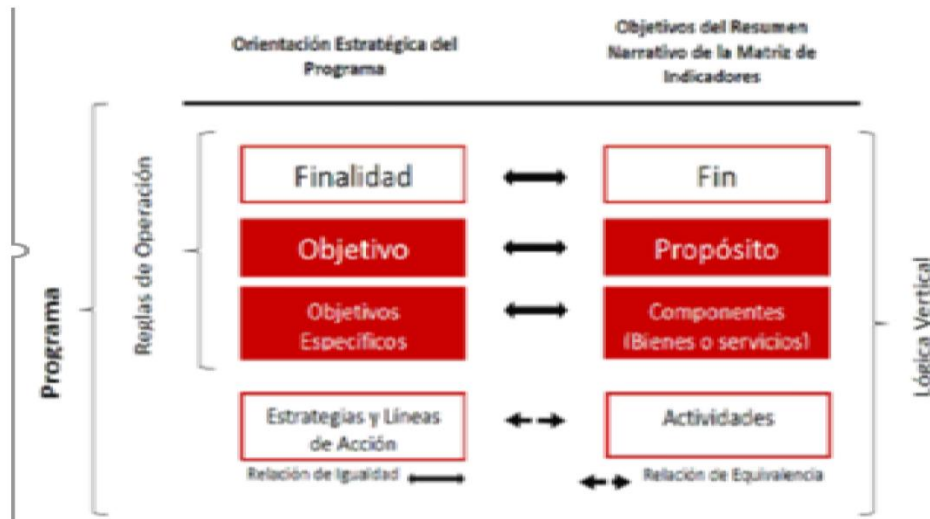 Orientación Estratégica del
Programa
Objetivos del Resumen
Narrativo de la Matriz de
Indicadores
Programa
Reglas de Operación
Finalidad
Fin
Objetivo
Propósito
Objetivos
Específicos
Componentes
(Bienes o servicios)
Estrategias y Líneas
de Acción
Actividades
Relación de Igualdad
Relación de Equivalencia
Lógica Vertical